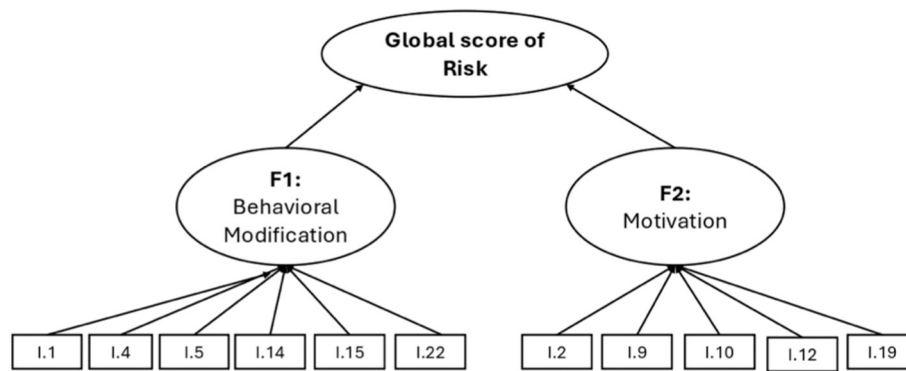 Global score of
Risk
F1:
Behavioral
Modification
F2:
Motivation
I.1
I.4
I.5
I.14
I.15
I.22
I.2
I.9
I.10
I.12
I.19